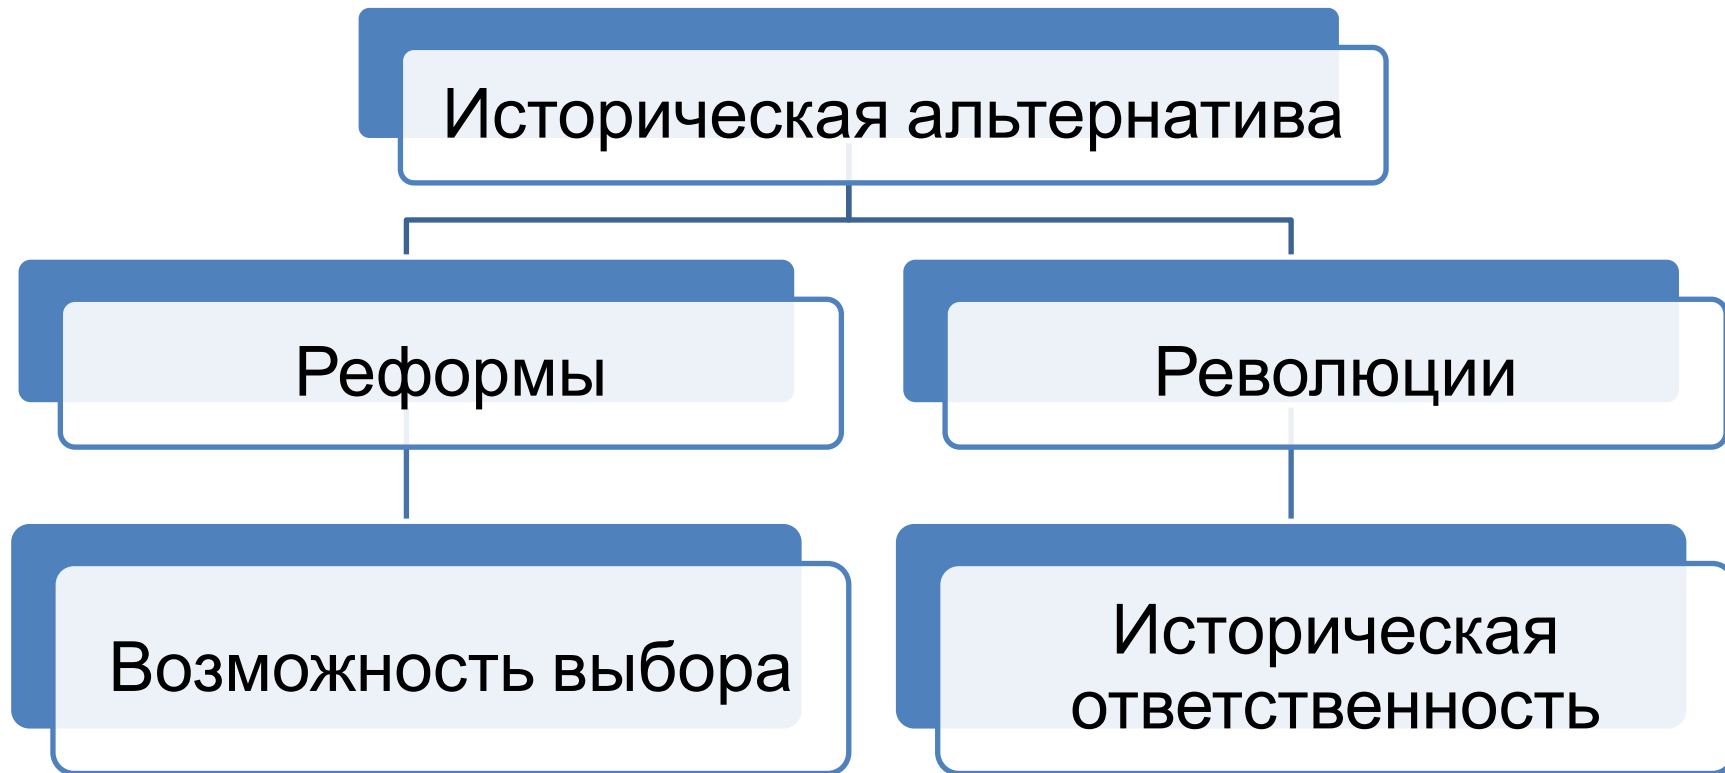 Историческая альтернатива
Реформы
Революции
Возможность выбора
Историческая
ответственность